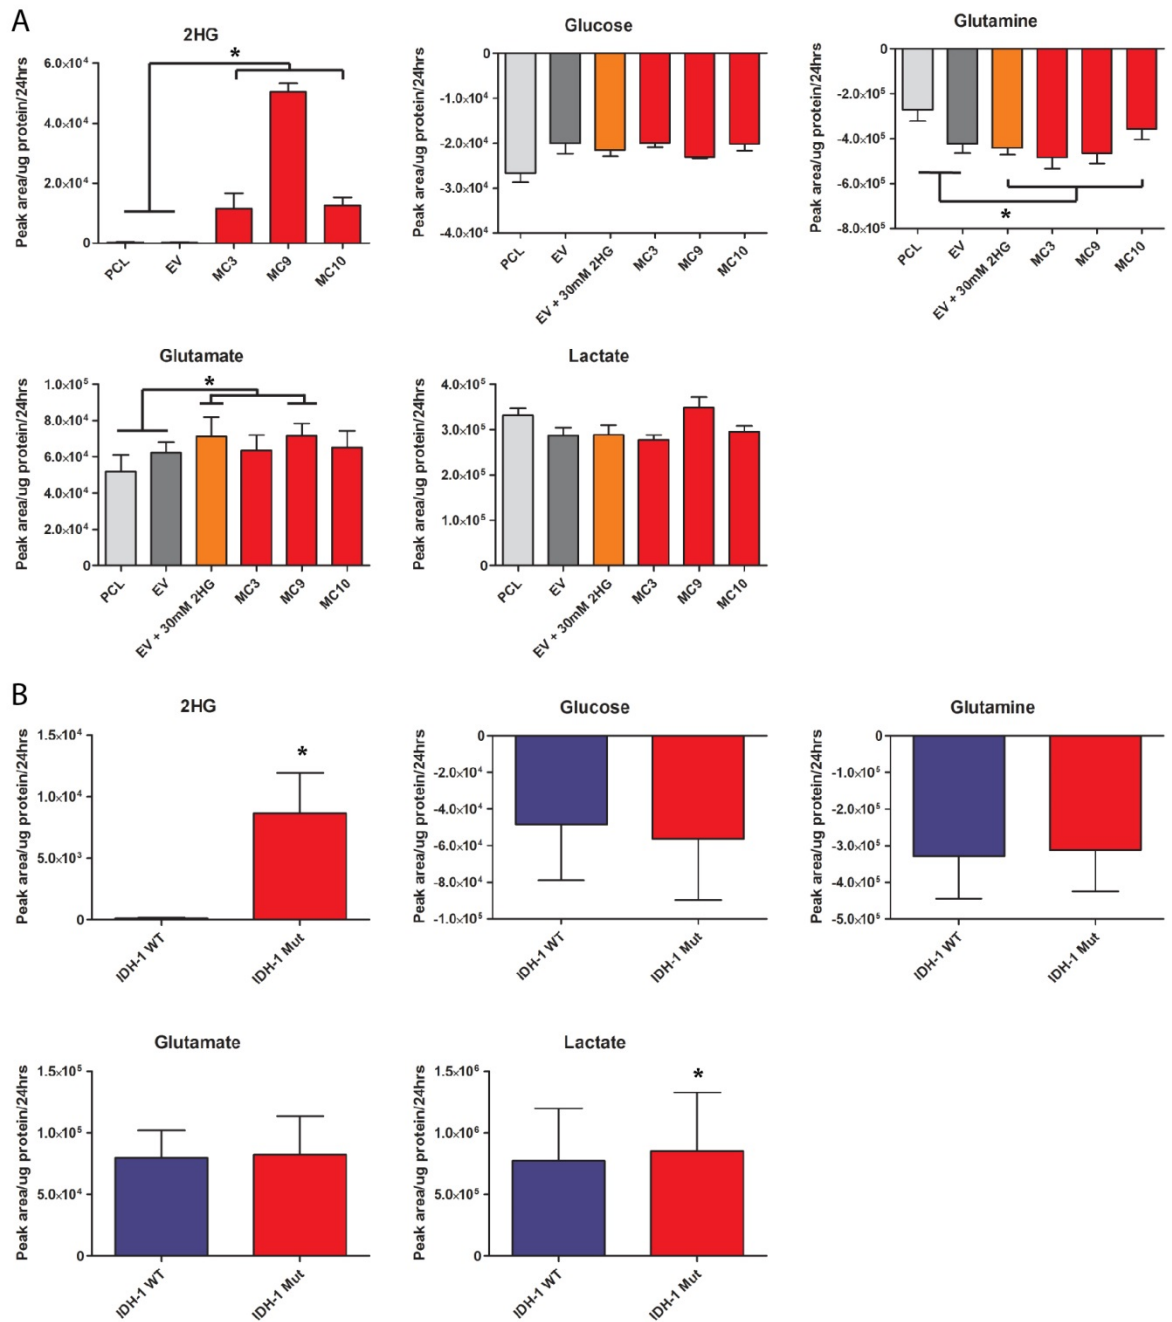 A
2HG
*
Peak area/ug protein/24hrs
6.0×10⁴
4.0×10⁴
2.0×10⁴
0
PCL
EV
MC3
MC9
MC10
Glucose
Peak area/ug protein/24hrs
0
-1.0×10⁴
-2.0×10⁴
-3.0×10⁴
-4.0×10⁴
PCL
EV
EV + 30mM 2HG
MC3
MC9
MC10
Glutamine
Peak area/ug protein/24hrs
0
-2.0×10⁵
-4.0×10⁵
-6.0×10⁵
-8.0×10⁵
*
PCL
EV
EV + 30mM 2HG
MC3
MC9
MC10
Glutamate
*
Peak area/ug protein/24hrs
1.0×10⁵
8.0×10⁴
6.0×10⁴
4.0×10⁴
2.0×10⁴
0
PCL
EV
EV + 30mM 2HG
MC3
MC9
MC10
Lactate
Peak area/ug protein/24hrs
4.0×10⁵
3.0×10⁵
2.0×10⁵
1.0×10⁵
0
PCL
EV
EV + 30mM 2HG
MC3
MC9
MC10
B
2HG
*
Peak area/ug protein/24hrs
1.5×10⁴
1.0×10⁴
5.0×10³
0
IDH-1 WT
IDH-1 Mut
Glucose
Peak area/ug protein/24hrs
0
-2.0×10⁴
-4.0×10⁴
-6.0×10⁴
-8.0×10⁴
-1.0×10⁵
IDH-1 WT
IDH-1 Mut
Glutamine
Peak area/ug protein/24hrs
0
-1.0×10⁵
-2.0×10⁵
-3.0×10⁵
-4.0×10⁵
-5.0×10⁵
IDH-1 WT
IDH-1 Mut
Glutamate
Peak area/ug protein/24hrs
1.5×10⁵
1.0×10⁵
5.0×10⁴
0
IDH-1 WT
IDH-1 Mut
Lactate
*
Peak area/ug protein/24hrs
1.5×10⁶
1.0×10⁶
5.0×10⁵
0
IDH-1 WT
IDH-1 Mut